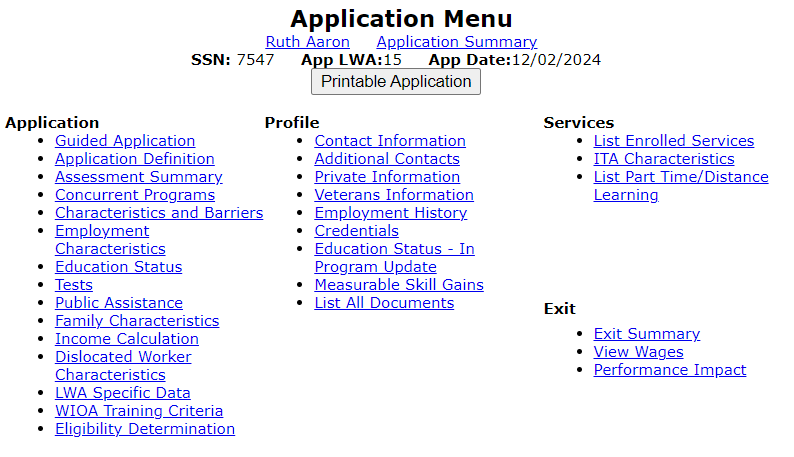 Application Menu
Ruth Aaron Application Summary
SSN: 7547 App LWA:15 App Date:12/02/2024
Printable Application
Application
Guided Application
Application Definition
Assessment Summary
Concurrent Programs
Characteristics and Barriers
Employment
Characteristics
Education Status
Tests
Public Assistance
Family Characteristics
Income Calculation
Dislocated Worker
Characteristics
LWA Specific Data
WIOA Training Criteria
Eligibility Determination
Profile
Contact Information
Additional Contacts
Private Information
Veterans Information
Employment History
Credentials
Education Status - In
Program Update
Measurable Skill Gains
List All Documents
Services
List Enrolled Services
ITA Characteristics
List Part Time/Distance
Learning
Exit
Exit Summary
View Wages
Performance Impact